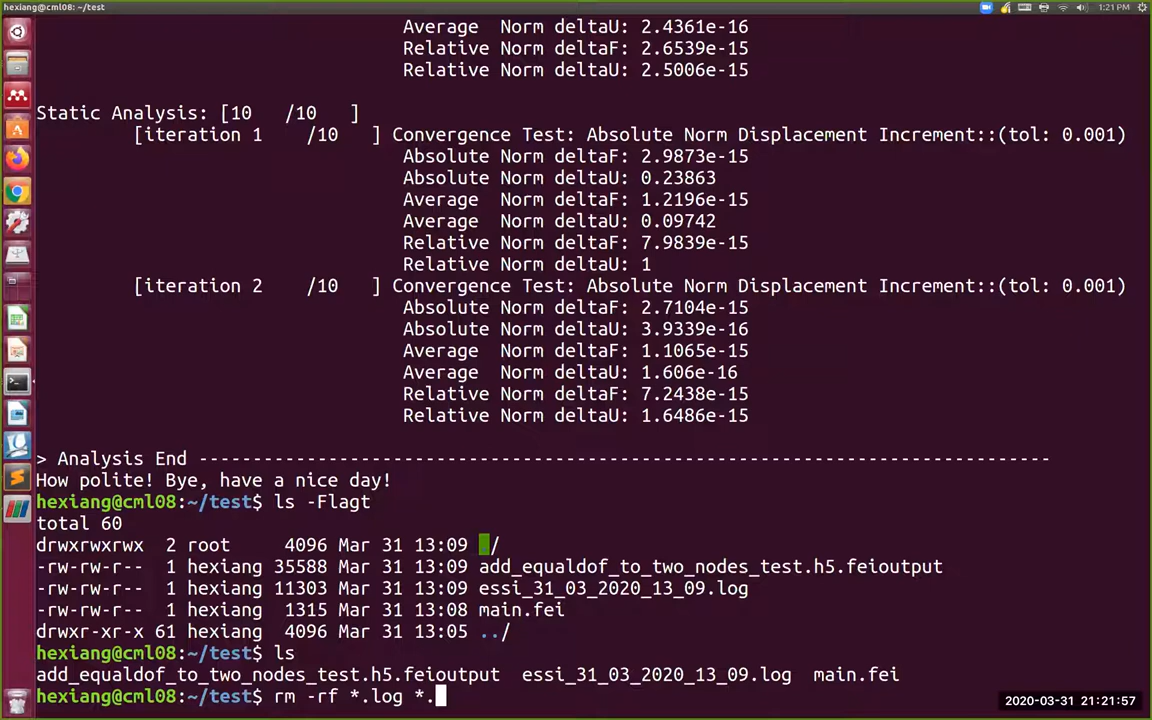 hexiang@cml08: ~/test
1:21 PM
Average  Norm deltaU: 2.4361e-16
Relative Norm deltaF: 2.6539e-15
Relative Norm deltaU: 2.5006e-15
Static Analysis: [10   /10   ]
[iteration 1    /10   ] Convergence Test: Absolute Norm Displacement Increment::(tol: 0.001)
Absolute Norm deltaF: 2.9873e-15
Absolute Norm deltaU: 0.23863
Average  Norm deltaF: 1.2196e-15
Average  Norm deltaU: 0.09742
Relative Norm deltaF: 7.9839e-15
Relative Norm deltaU: 1
[iteration 2    /10   ] Convergence Test: Absolute Norm Displacement Increment::(tol: 0.001)
Absolute Norm deltaF: 2.7104e-15
Absolute Norm deltaU: 3.9339e-16
Average  Norm deltaF: 1.1065e-15
Average  Norm deltaU: 1.606e-16
Relative Norm deltaF: 7.2438e-15
Relative Norm deltaU: 1.6486e-15
> Analysis End -------------------------------------------------------------------------------
How polite! Bye, have a nice day!
hexiang@cml08:~/test$ ls -Flagt
total 60
drwxrwxrwx  2 root     4096 Mar 31 13:09 ./
-rw-rw-r--  1 hexiang 35588 Mar 31 13:09 add_equaldof_to_two_nodes_test.h5.feioutput
-rw-rw-r--  1 hexiang 11303 Mar 31 13:09 essi_31_03_2020_13_09.log
-rw-rw-r--  1 hexiang  1315 Mar 31 13:08 main.fei
drwxr-xr-x 61 hexiang  4096 Mar 31 13:05 ../
hexiang@cml08:~/test$ ls
add_equaldof_to_two_nodes_test.h5.feioutput  essi_31_03_2020_13_09.log  main.fei
hexiang@cml08:~/test$ rm -rf *.log *.
2020-03-31 21:21:57